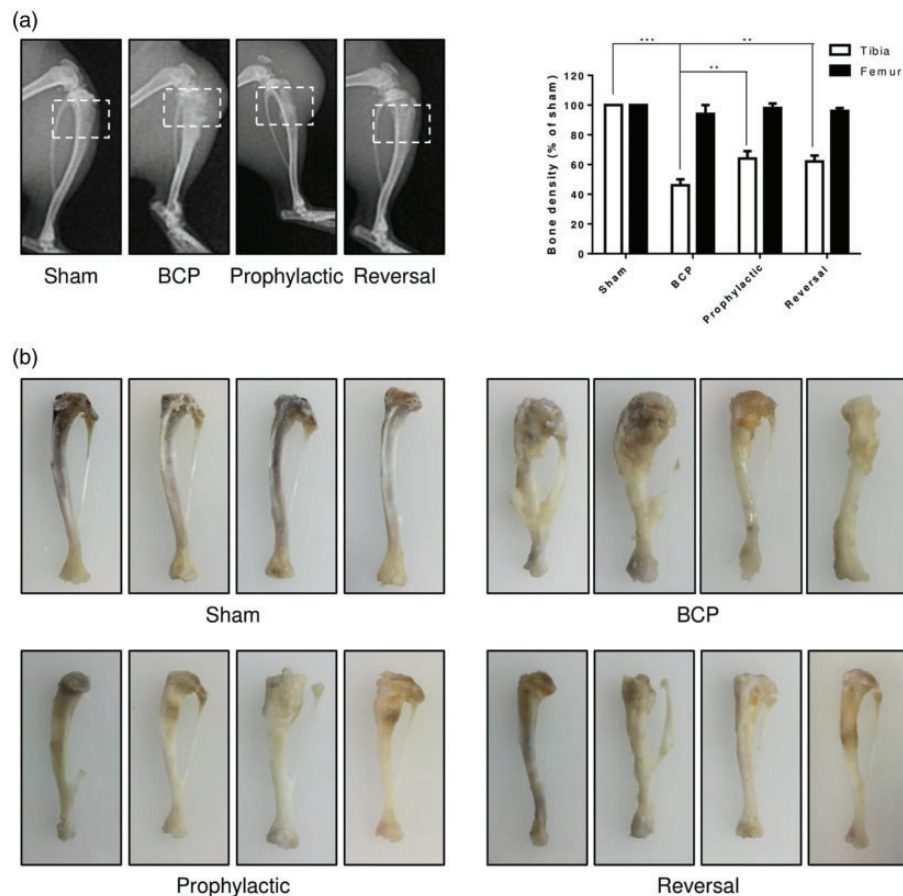 (a)
Sham BCP Prophylactic Reversal
Bone density (% of sham)
120
100
80
60
40
20
0
*** ** **
Tibia
Femur
Sham BCP Prophylactic Reversal
(b)
Sham BCP
Prophylactic Reversal